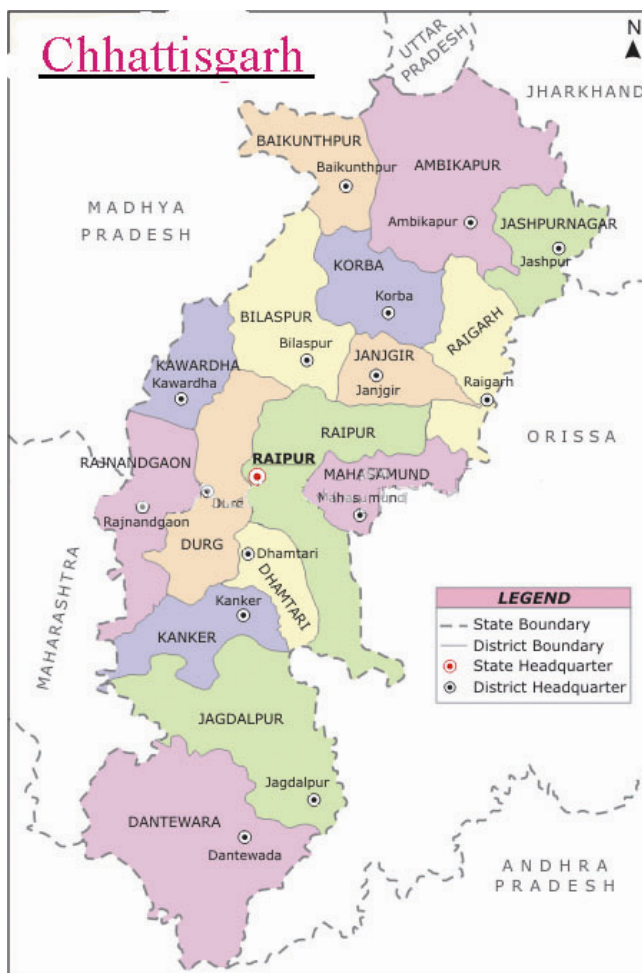 Chhattisgarh
N
UTTAR
PRADESH
JHARKHAND
BAIKUNTHPUR
Baikunthpur
AMBIKAPUR
Ambikapur
JASHPURNAGAR
Jashpur
MADHYA
PRADESH
KORBA
Korba
BILASPUR
Bilaspur
RAIGARH
Raigarh
JANJGIR
Janjgir
KAWARDHA
Kawardha
RAIPUR
ORISSA
RAJNANDGAON
Rajnandgaon
RAIPUR
MAHASAMUND
Mahasamund
DURG
Dhamtari
DHAMTARI
MAHARASHTRA
Kanker
KANKER
LEGEND
State Boundary
District Boundary
State Headquarter
District Headquarter
JAGDALPUR
Jagdalpur
DANTEWARA
Dantewada
ANDHRA
PRADESH